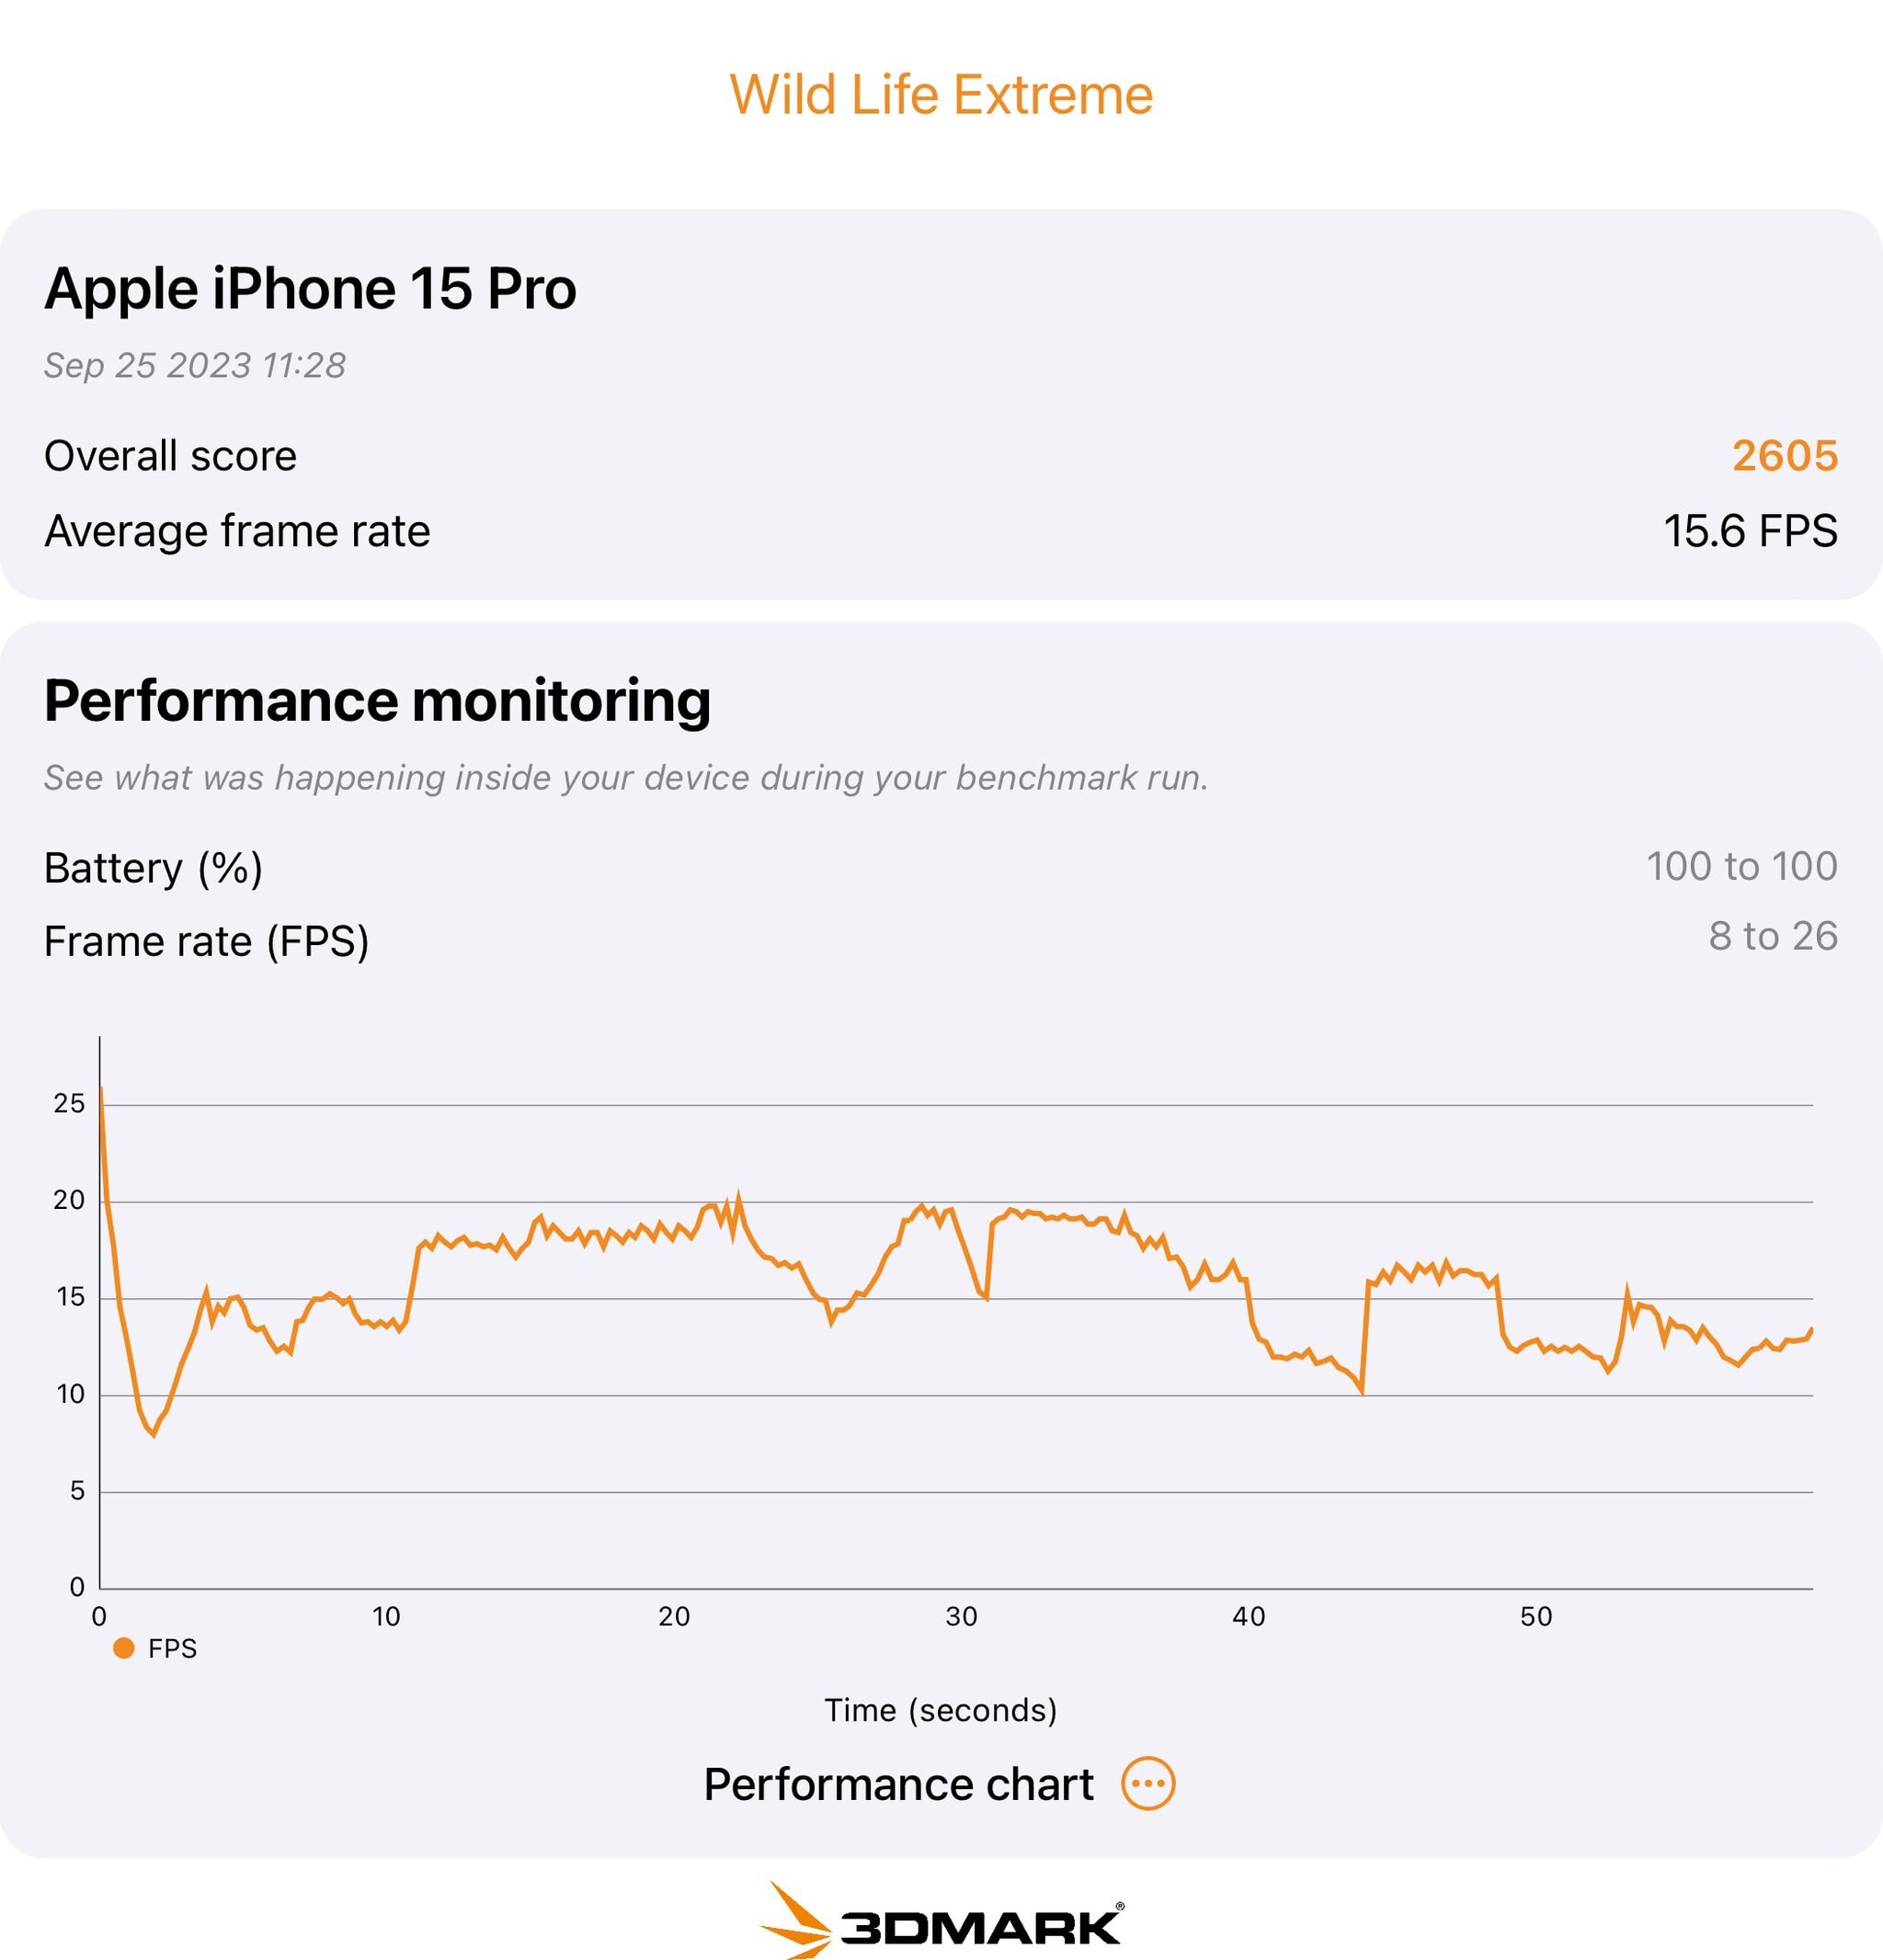 Wild Life Extreme
Apple iPhone 15 Pro
Sep 25 2023 11:28
Overall score 2605
Average frame rate 15.6 FPS
Performance monitoring
See what was happening inside your device during your benchmark run.
Battery (%) 100 to 100
Frame rate (FPS) 8 to 26
25
20
15
10
5
0
0 10 20 30 40 50
FPS
Time (seconds)
Performance chart
3DMARK®